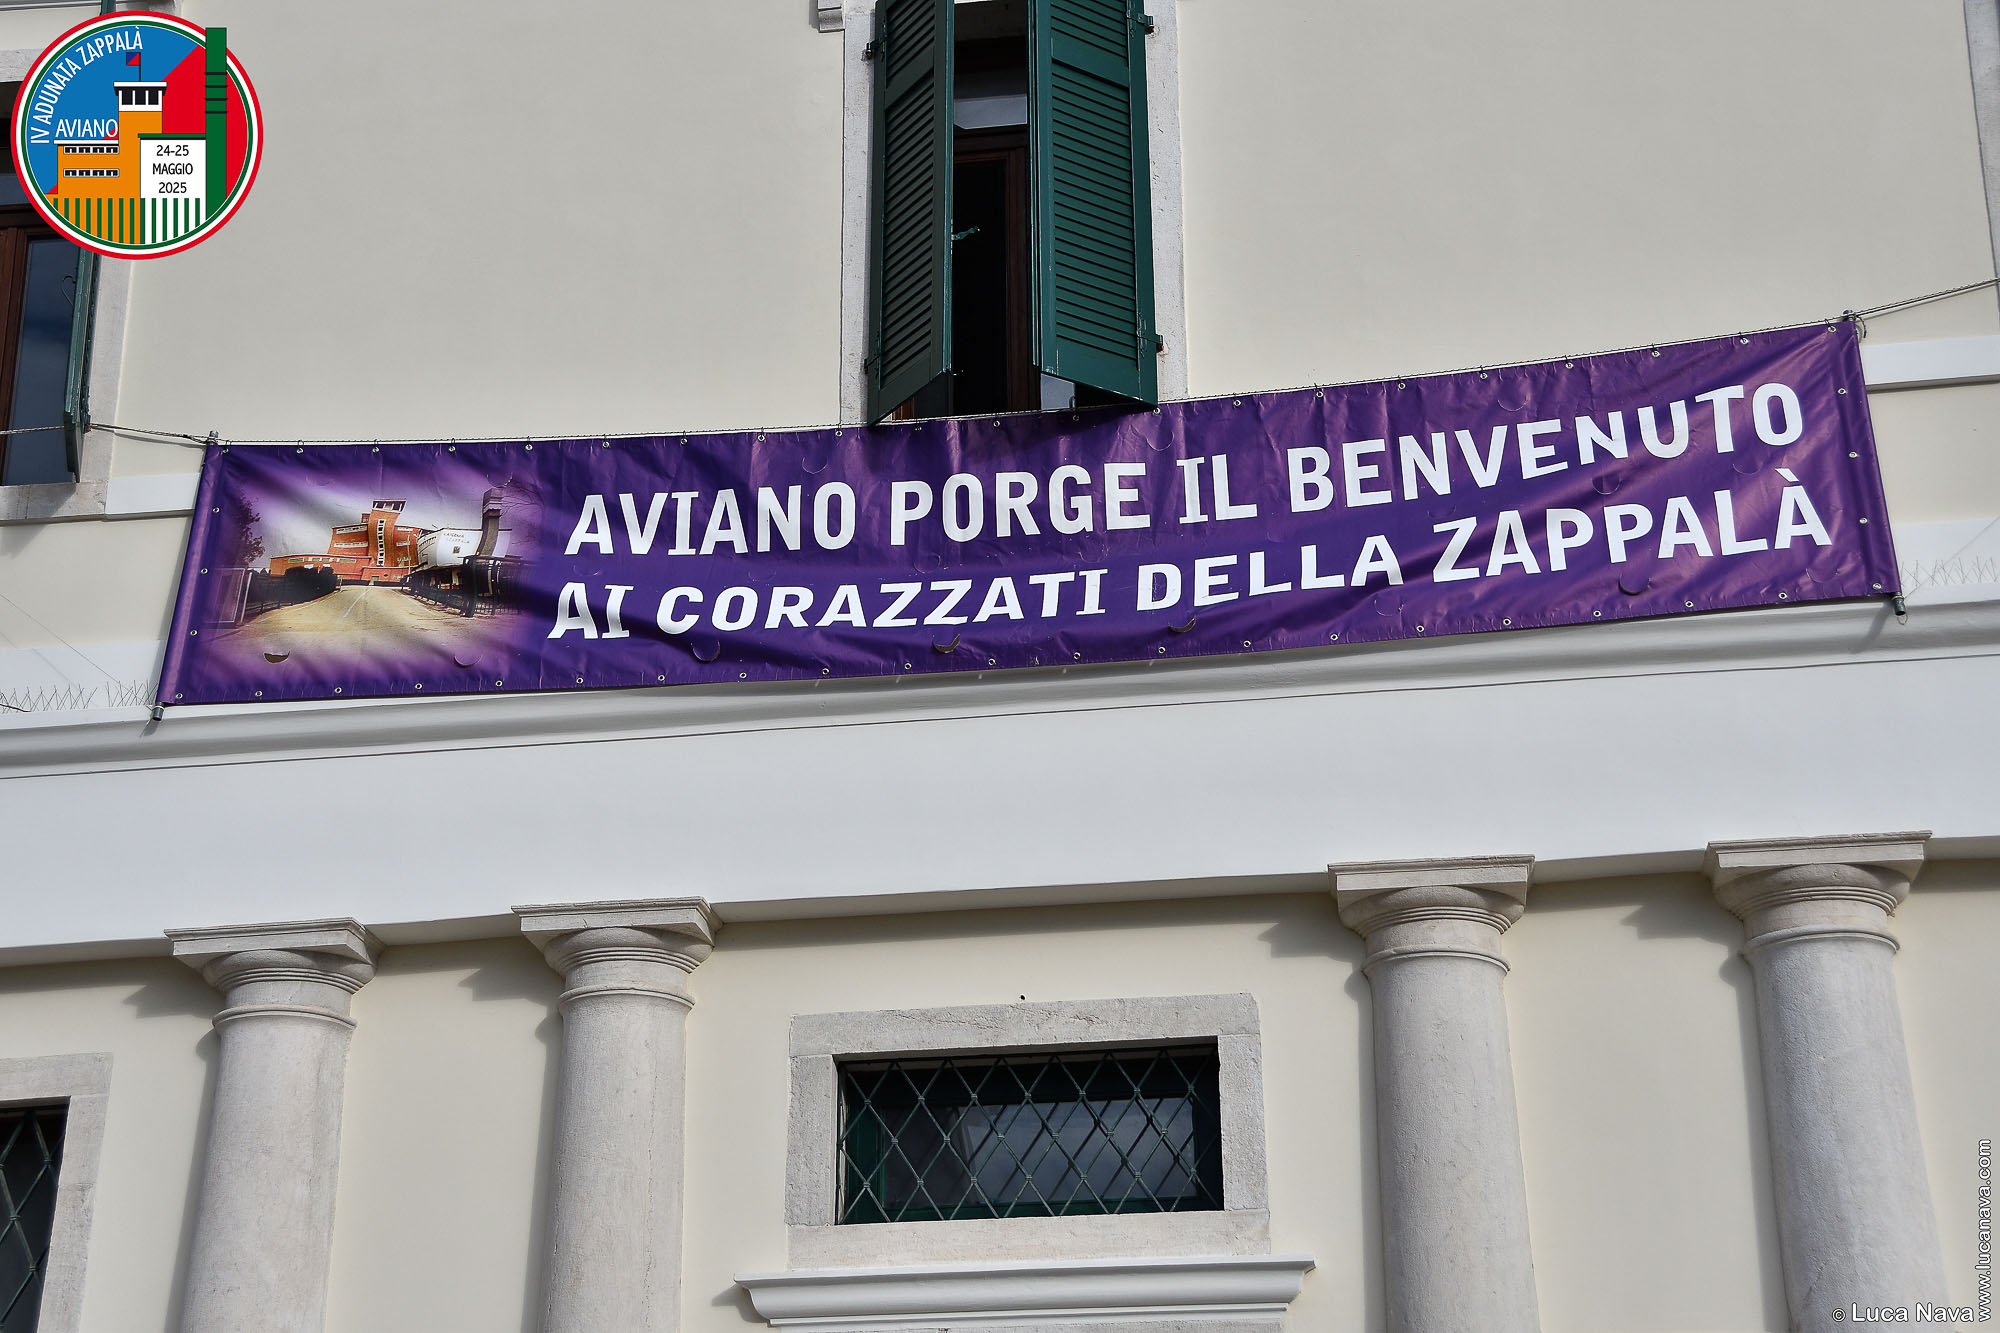 IV ADUNATA ZAPPALÀ
AVIANO
24-25
MAGGIO
2025
AVIANO PORGE IL BENVENUTO
AI CORAZZATI DELLA ZAPPALÀ
© Luca Nava www.lucanava.com